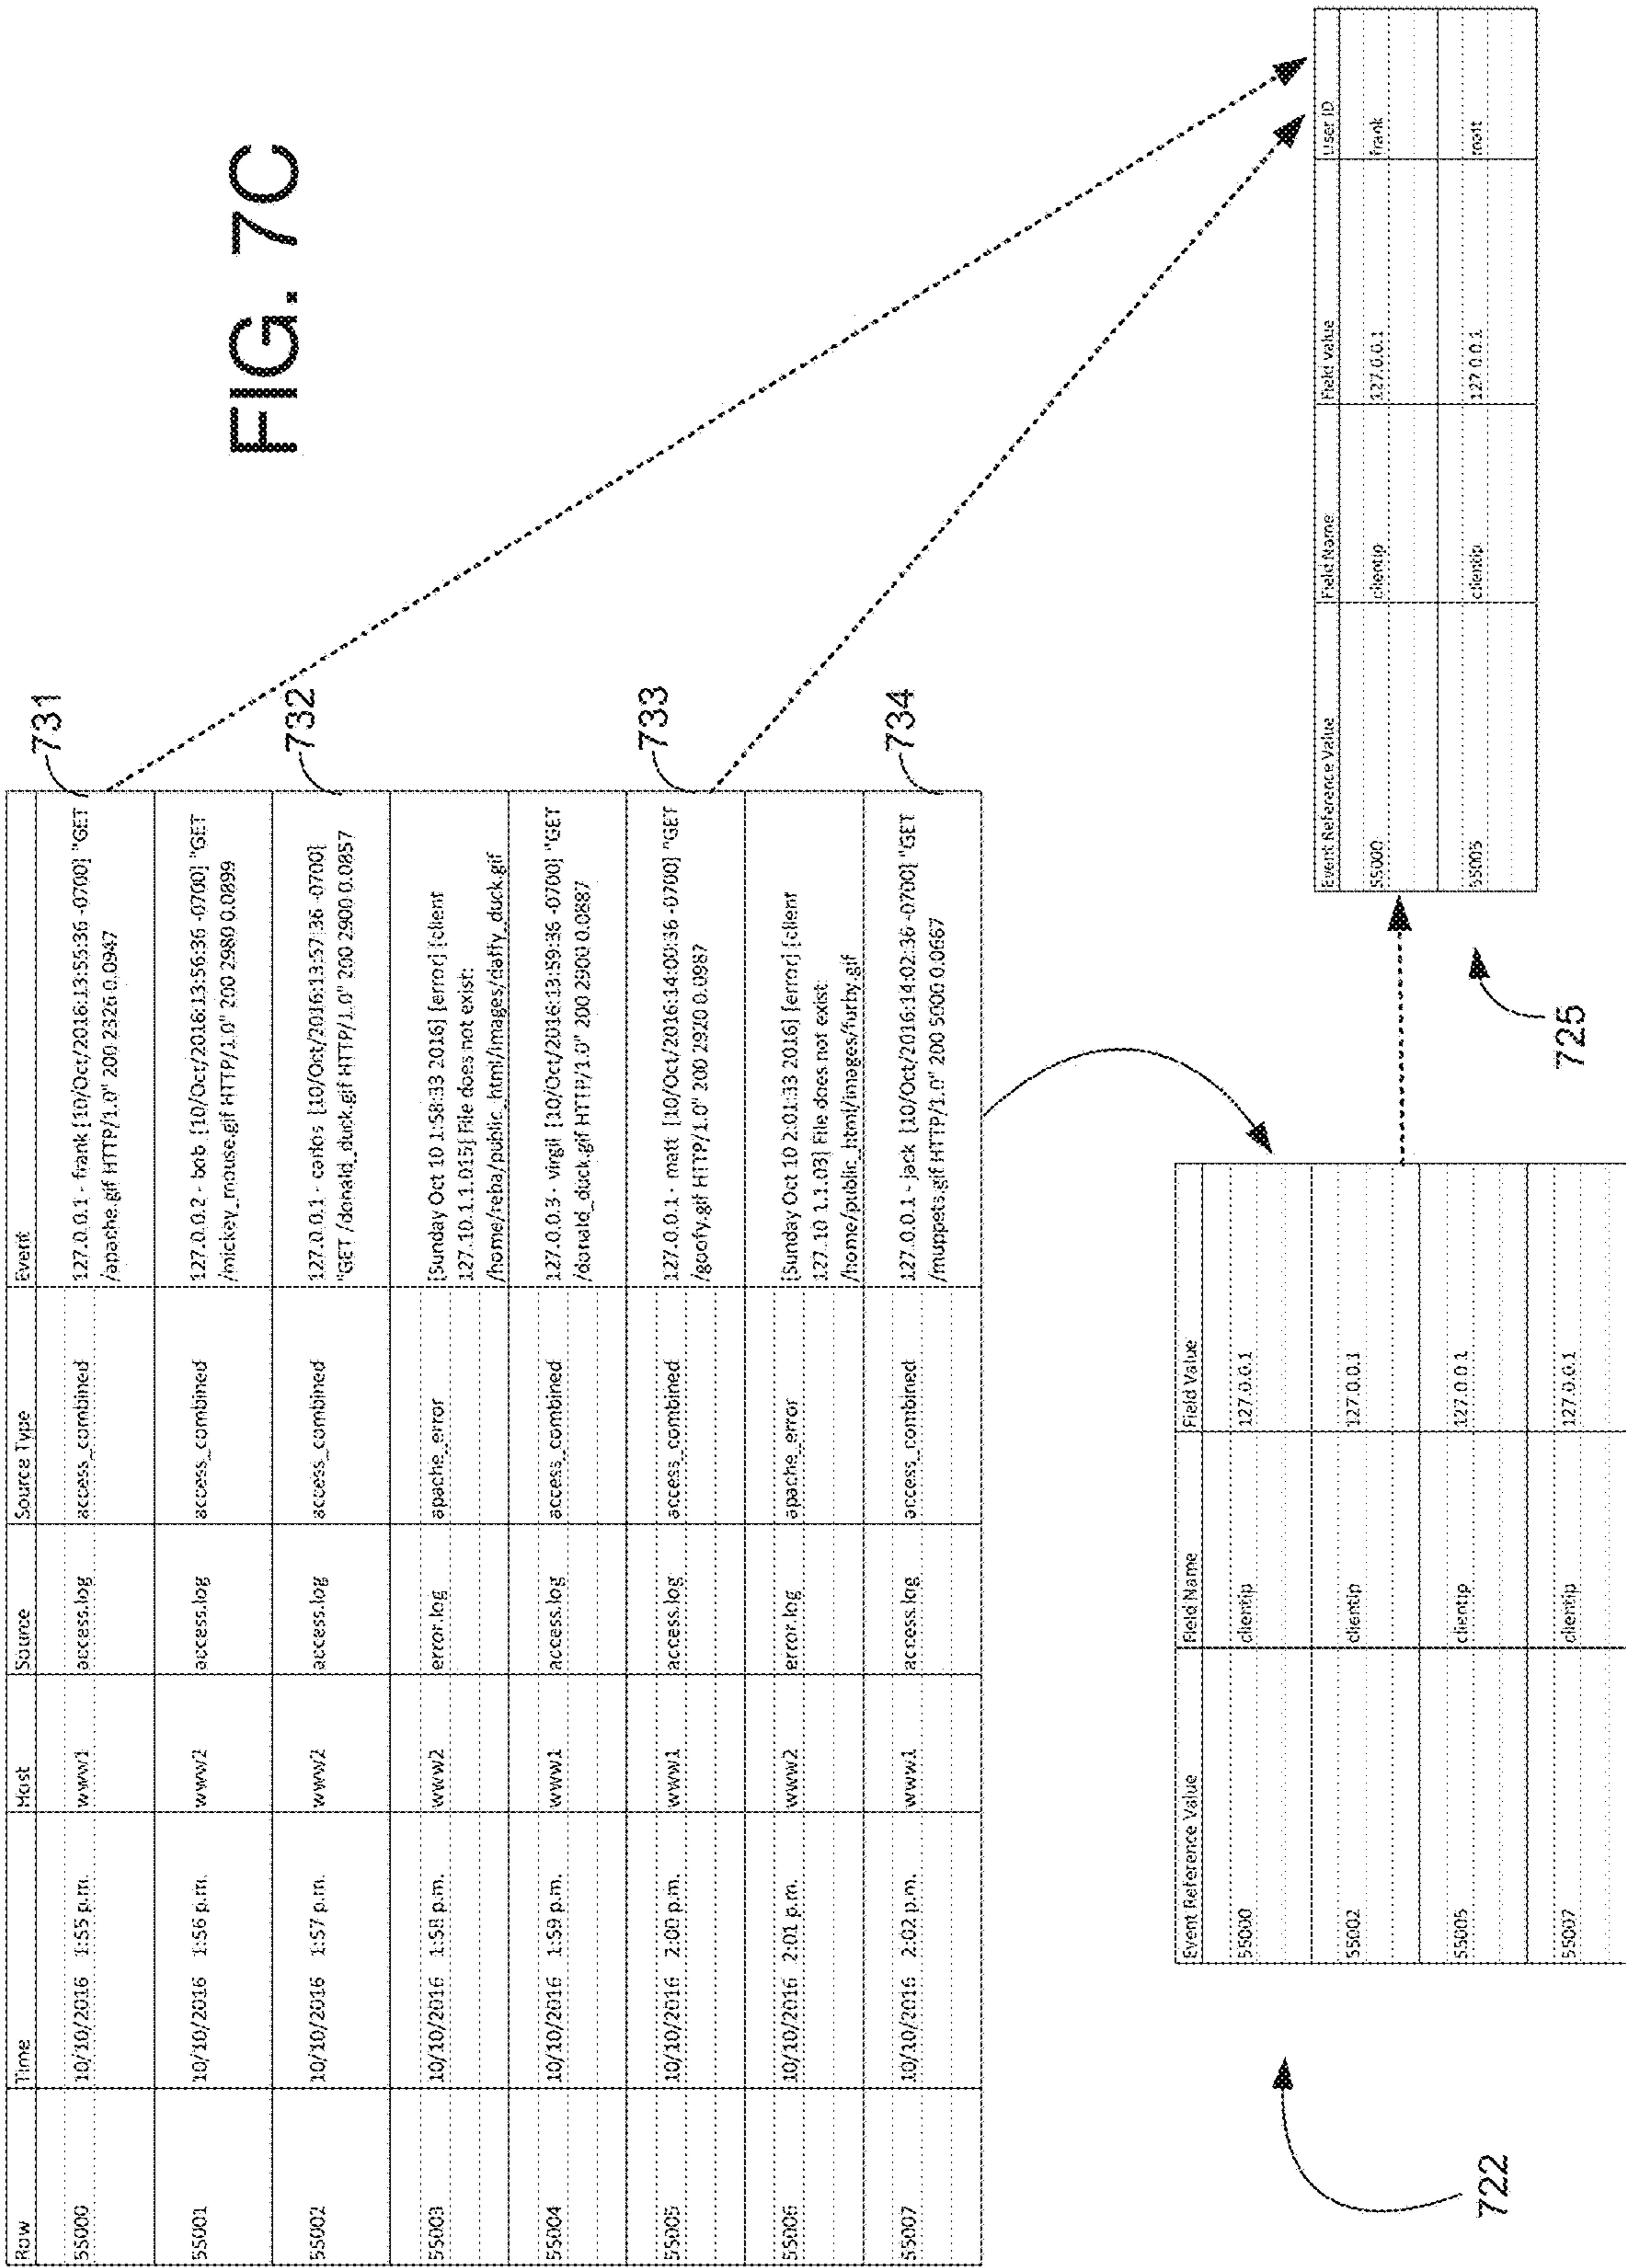 FIG. 7C
Row Time Host Source Source Type Event
55000 10/10/2016 1:55 p.m. www1 access.log access_combined 127.0.0.1 - frank [10/Oct/2016:13:55:36 -0700] "GET
/apache.gif HTTP/1.0" 200 2326 0.0947
731
55001 10/10/2016 1:56 p.m. www2 access.log access_combined 127.0.0.2 - bob [10/Oct/2016:13:56:36 -0700] "GET
/mickey_mouse.gif HTTP/1.0" 200 2980 0.0899
55002 10/10/2016 1:57 p.m. www2 access.log access_combined 127.0.0.1 - carlos [10/Oct/2016:13:57:36 -0700]
"GET /donald_duck.gif HTTP/1.0" 200 2900 0.0857
732
55003 10/10/2016 1:58 p.m. www2 error.log apache_error [Sunday Oct 10 1:58:33 2016] [error] [client
127.10.1.1.015] File does not exist:
/home/reba/public_html/images/daffy_duck.gif
55004 10/10/2016 1:59 p.m. www1 access.log access_combined 127.0.0.3 - virgil [10/Oct/2016:13:59:36 -0700] "GET
/donald_duck.gif HTTP/1.0" 200 2900 0.0887
55005 10/10/2016 2:00 p.m. www1 access.log access_combined 127.0.0.1 - matt [10/Oct/2016:14:00:36 -0700] "GET
/goofy.gif HTTP/1.0" 200 2920 0.0987
733
55006 10/10/2016 2:01 p.m. www2 error.log apache_error [Sunday Oct 10 2:01:33 2016] [error] [client
127.10.1.1.03] File does not exist:
/home/public_html/images/furby.gif
55007 10/10/2016 2:02 p.m. www1 access.log access_combined 127.0.0.1 - jack [10/Oct/2016:14:02:36 -0700] "GET
/muppets.gif HTTP/1.0" 200 5000 0.0667
734
Event Reference Value Field Name Field Value
55000 clientip 127.0.0.1
55002 clientip 127.0.0.1
55005 clientip 127.0.0.1
55007 clientip 127.0.0.1
722
Event Reference Value Field Name Field Value User ID
55000 clientip 127.0.0.1 frank
55005 clientip 127.0.0.1 matt
725